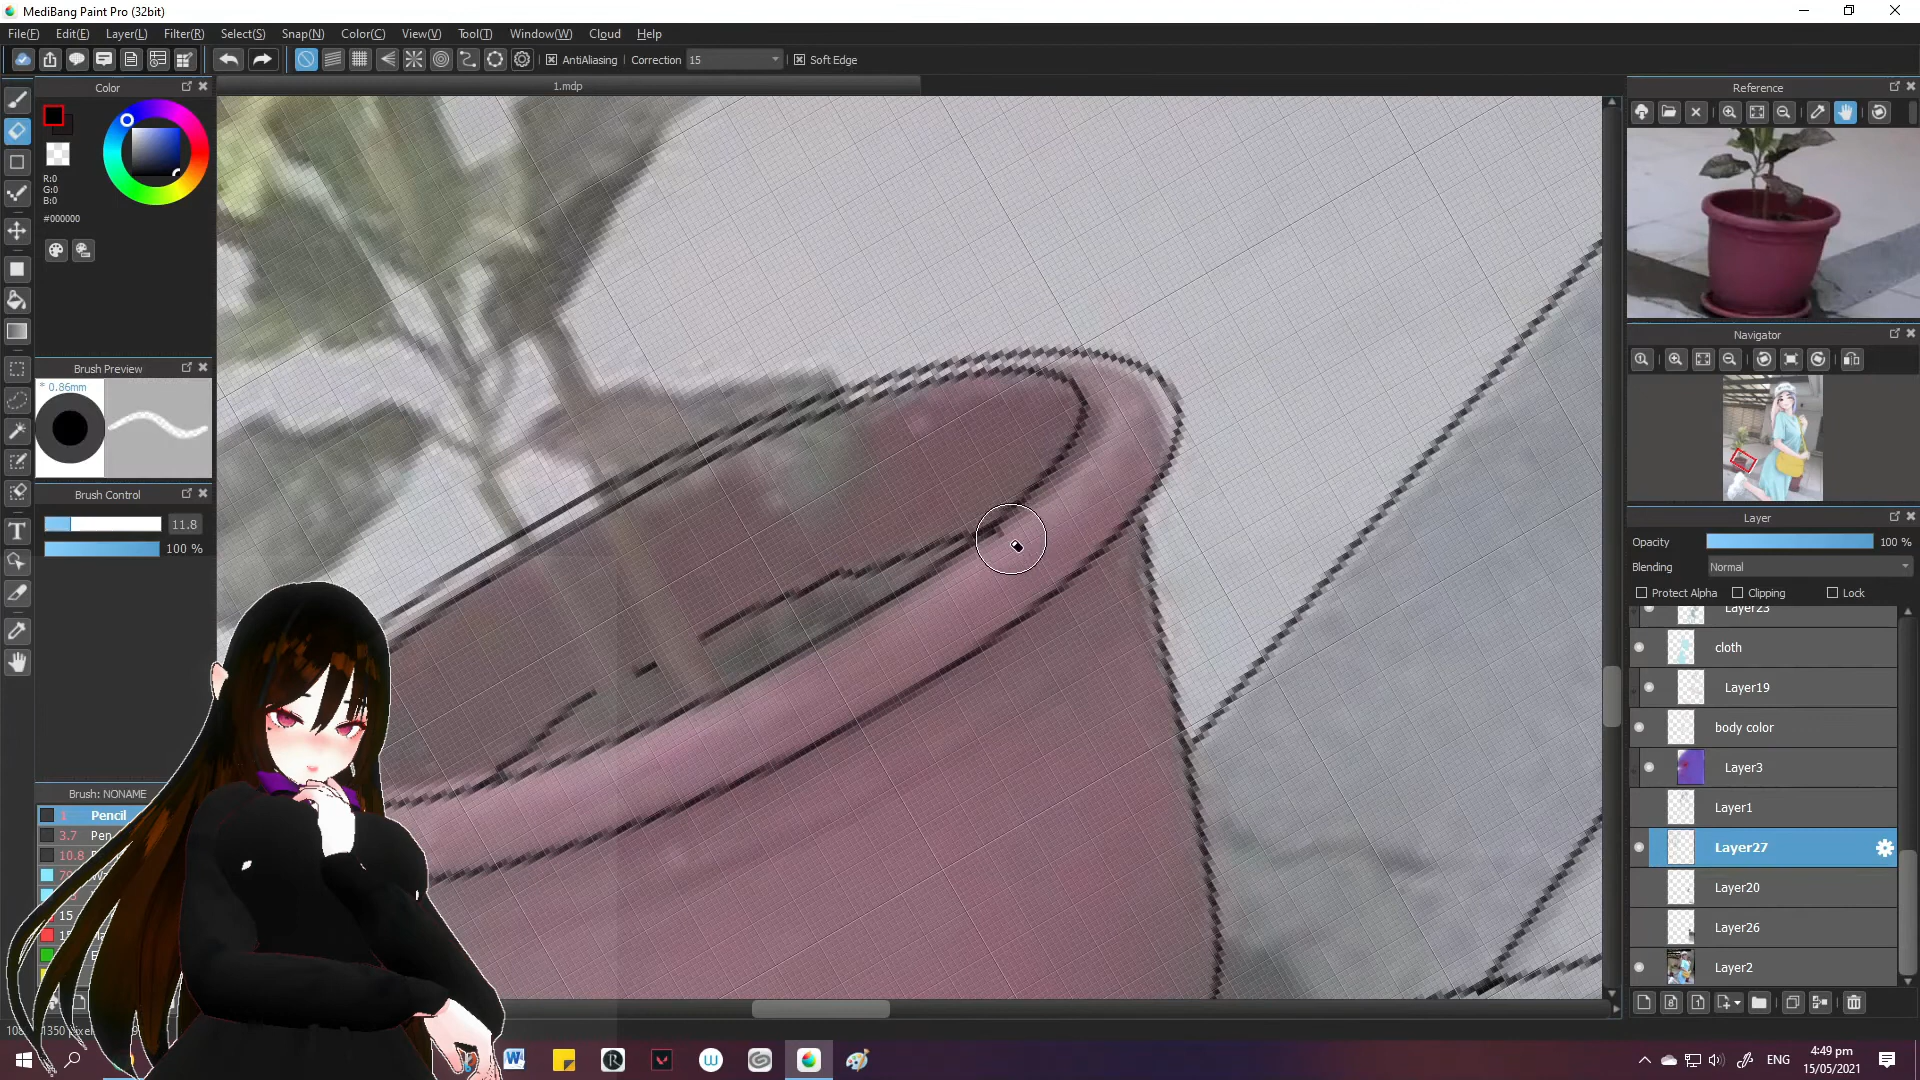 MediBang Paint Pro (32bit)
File(F) Edit(E) Layer(L) Filter(R) Select(S) Snap(N) Color(C) View(V) Tool(T) Window(W) Cloud Help
AntiAliasing Correction 15 Soft Edge
Color
1.mdp
Reference
R:0
G:0
B:0
#000000
Navigator
Brush Preview
* 0.86mm
Brush Control
11.8
100 %
Layer
Opacity 100 %
Blending Normal
Protect Alpha Clipping Lock
Layer23
cloth
Layer19
body color
Layer3
Layer1
Layer27
Layer20
Layer26
Layer2
Brush: NONAME
1 Pencil
3.7 Pen
10.8
15
ENG
4:49 pm
15/05/2021